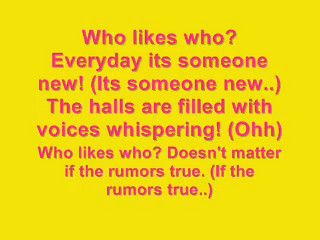 Who likes who?
Everyday its someone
new! (Its someone new..)
The halls are filled with
voices whispering! (Ohh)
Who likes who? Doesn't matter
if the rumors true. (If the
rumors true..)